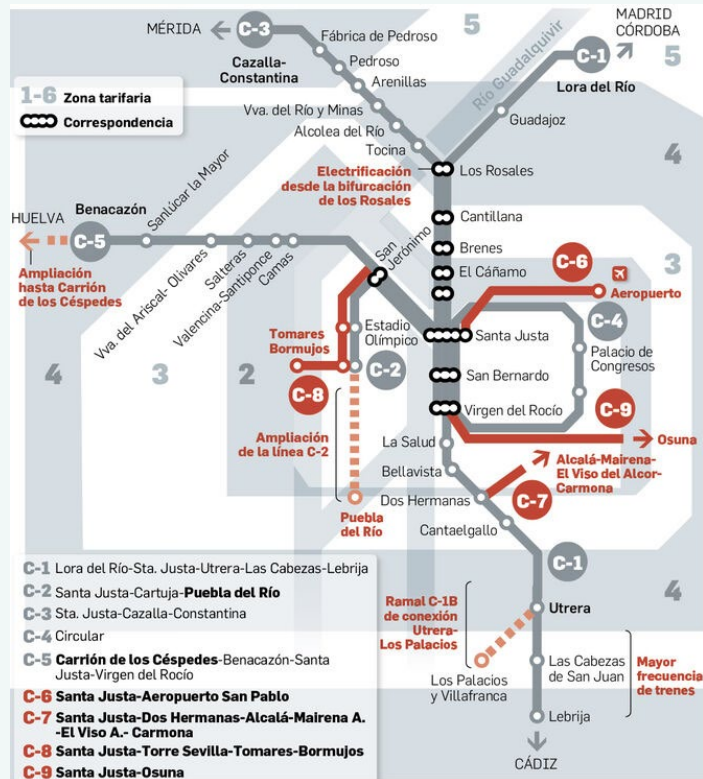 MÉRIDA
C-3
Cazalla-
Constantina
Fábrica de Pedroso
Pedroso
Arenillas
Vva. del Río y Minas
Alcolea del Río
Tocina
5
Río Guadalquivir
MADRID
CÓRDOBA
C-1
5
Lora del Río
Guadajoz
4
1-6 Zona tarifaria
Correspondencia
Electrificación
desde la bifurcación
de los Rosales
Los Rosales
Cantillana
Brenes
El Cáñamo
3
HUELVA
C-5
Benacazón
Sanlúcar la Mayor
Vva. del Ariscal- Olivares
Salteras
Valencina-Santiponce
Camas
San
Jerónimo
Ampliación
hasta Carrión
de los Céspedes
C-6
Aeropuerto
C-4
Palacio de
Congresos
Santa Justa
San Bernardo
Virgen del Rocío
Estadio
Olímpico
Tomares
Bormujos
C-2
C-8
4
3
2
2
Ampliación
de la línea C-2
Puebla
del Río
C-9
Osuna
La Salud
Bellavista
Dos Hermanas
Cantaelgallo
Alcalá-Mairena-
El Viso del Alcor-
Carmona
C-7
C-1
4
Utrera
Ramal C-1B
de conexión
Utrera-
Los Palacios
Los Palacios
y Villafranca
Las Cabezas
de San Juan
Lebrija
Mayor
frecuencia
de trenes
CÁDIZ
C-1 Lora del Río-Sta. Justa-Utrera-Las Cabezas-Lebrija
C-2 Santa Justa-Cartuja-Puebla del Río
C-3 Sta. Justa-Cazalla-Constantina
C-4 Circular
C-5 Carrión de los Céspedes-Benacazón-Santa
Justa-Virgen del Rocío
C-6 Santa Justa-Aeropuerto San Pablo
C-7 Santa Justa-Dos Hermanas-Alcalá-Mairena A.
-El Viso A.- Carmona
C-8 Santa Justa-Torre Sevilla-Tomares-Bormujos
C-9 Santa Justa-Osuna